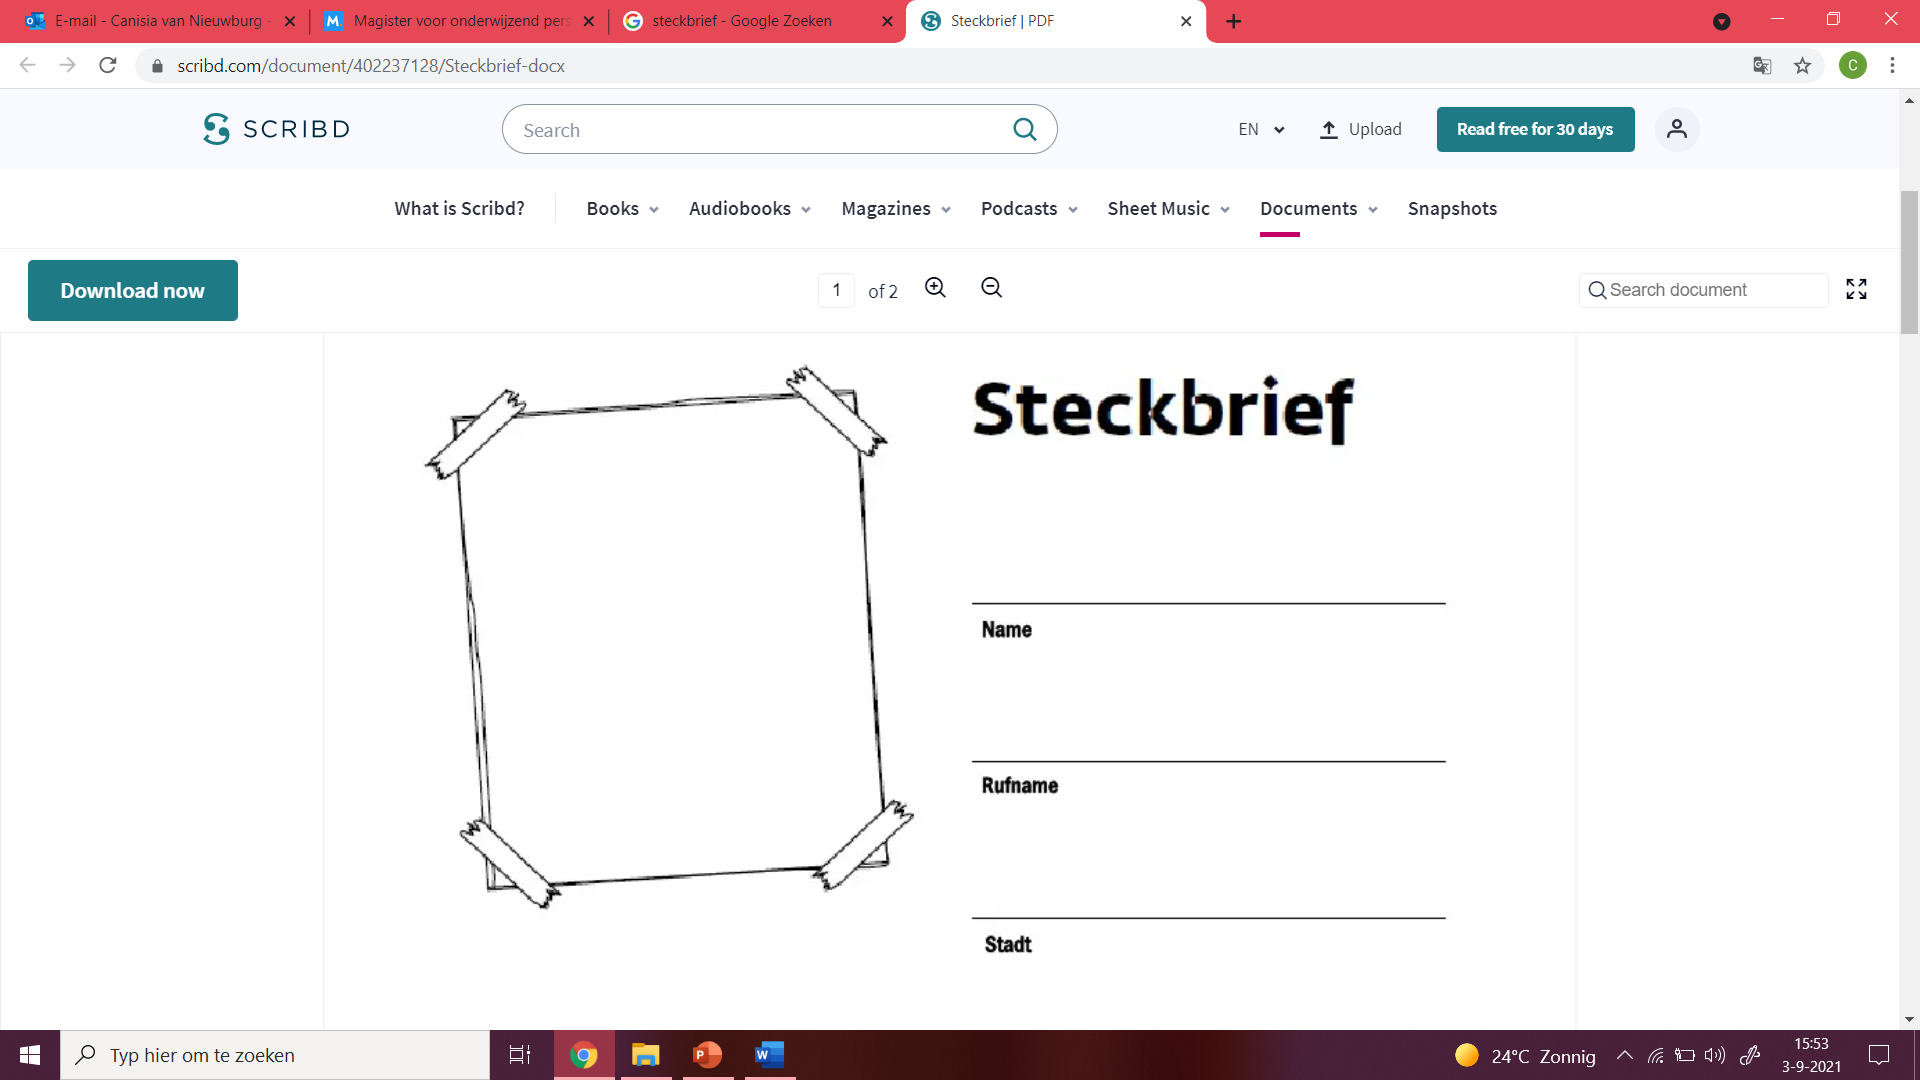 E-mail - Canisia van Nieuwburg -
Magister voor onderwijzend pers
steckbrief - Google Zoeken
Steckbrief | PDF
scribd.com/document/402237128/Steckbrief-docx
C
SCRIBD
Search
EN
Upload
Read free for 30 days
What is Scribd?
Books
Audiobooks
Magazines
Podcasts
Sheet Music
Documents
Snapshots
Download now
1 of 2
Search document
Steckbrief
Name
Rufname
Stadt
Typ hier om te zoeken
24°C Zonnig
15:53
3-9-2021